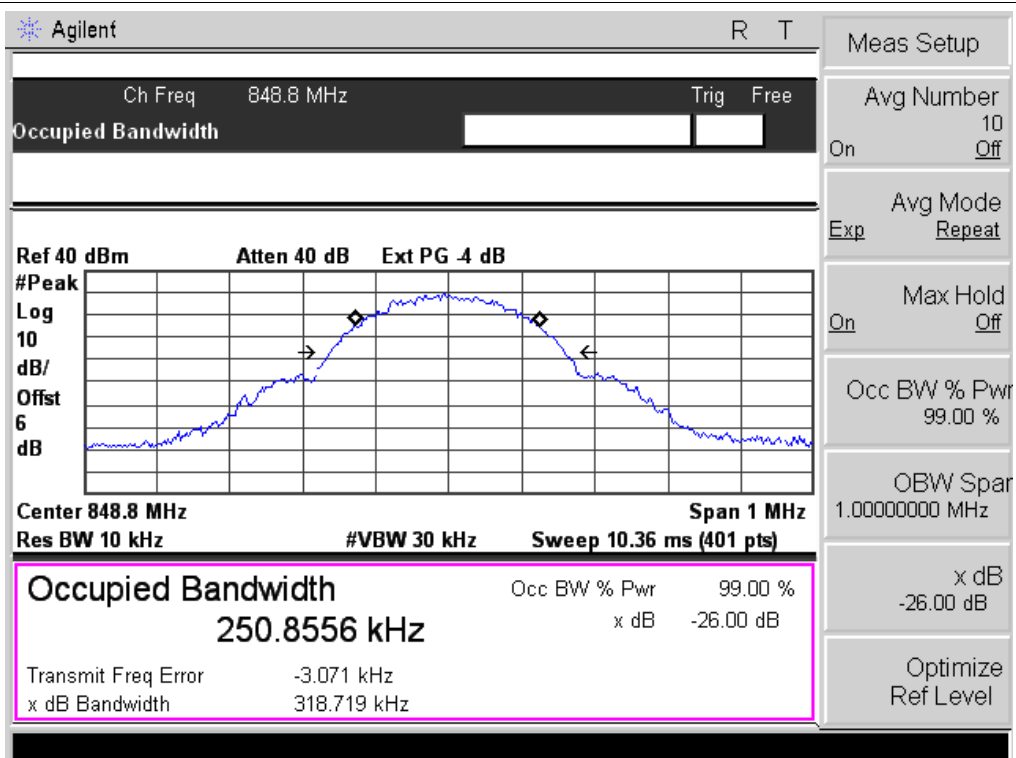 Agilent R T
Meas Setup
Ch Freq 848.8 MHz Trig Free
Occupied Bandwidth
Avg Number
10
On Off
Avg Mode
Exp Repeat
Max Hold
On Off
Occ BW % Pwr
99.00 %
OBW Span
1.00000000 MHz
x dB
-26.00 dB
Optimize
Ref Level
Ref 40 dBm Atten 40 dB Ext PG -4 dB
#Peak
Log
10
dB/
Offst
6
dB
Center 848.8 MHz Span 1 MHz
Res BW 10 kHz #VBW 30 kHz Sweep 10.36 ms (401 pts)
Occupied Bandwidth Occ BW % Pwr 99.00 %
250.8556 kHz x dB -26.00 dB
Transmit Freq Error -3.071 kHz
x dB Bandwidth 318.719 kHz